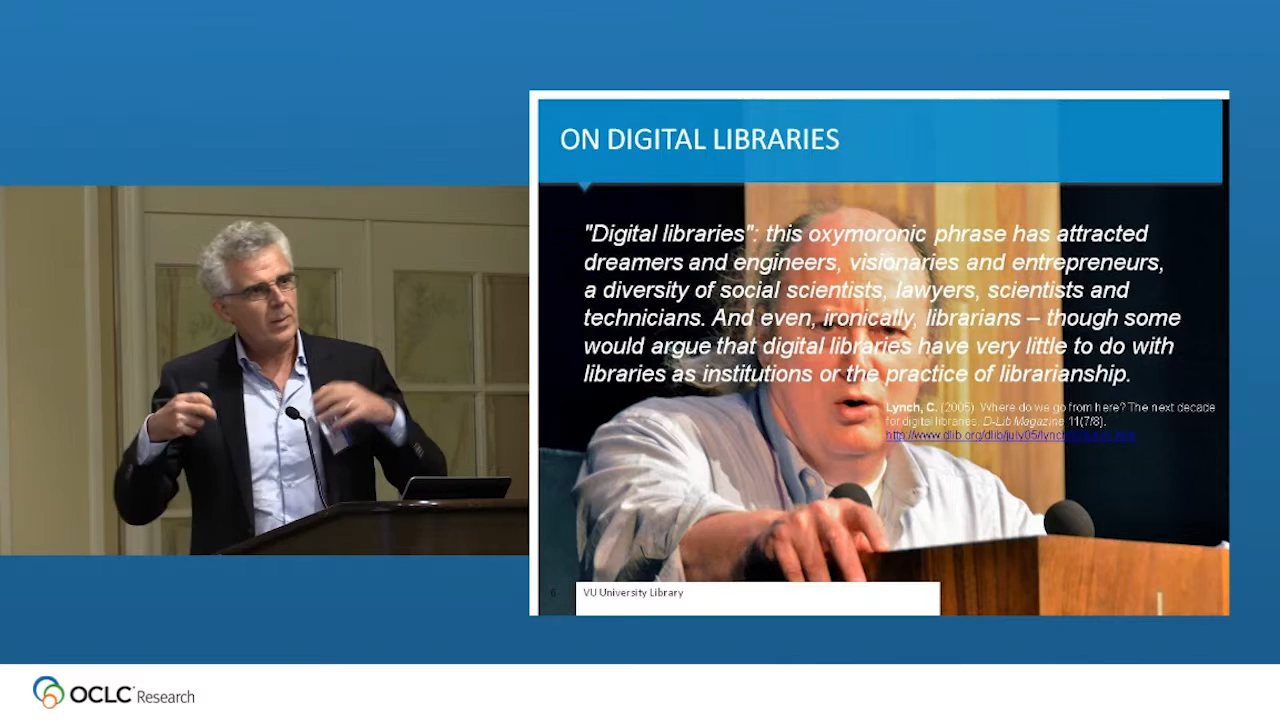 ON DIGITAL LIBRARIES
"Digital libraries": this oxymoronic phrase has attracted
dreamers and engineers, visionaries and entrepreneurs,
a diversity of social scientists, lawyers, scientists and
technicians. And even, ironically, librarians – though some
would argue that digital libraries have very little to do with
libraries as institutions or the practice of librarianship.
Lynch, C. (2005) Where do we go from here? The next decade
for digital libraries. D-Lib Magazine 11(7/8).
6
VU University Library
OCLC Research